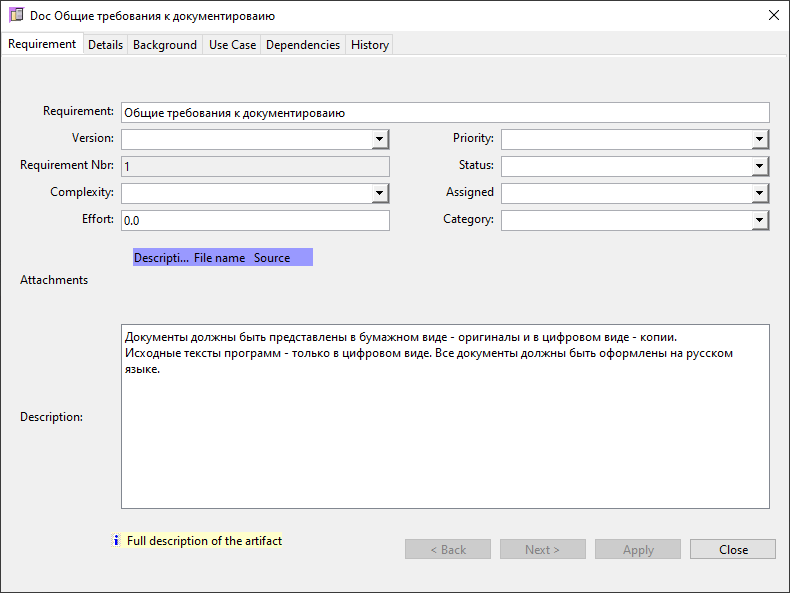 Doc Общие требования к документироваию
Requirement Details Background Use Case Dependencies History
Requirement: Общие требования к документироваию
Version: Priority:
Requirement Nbr: 1 Status:
Complexity: Assigned
Effort: 0.0 Category:
Descripti... File name Source
Attachments
Документы должны быть представлены в бумажном виде - оригиналы и в цифровом виде - копии.
Исходные тексты программ - только в цифровом виде. Все документы должны быть оформлены на русском
языке.
Description:
i Full description of the artifact
< Back Next > Apply Close